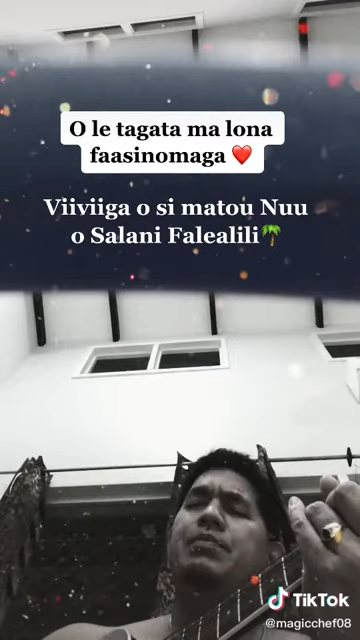 O le tagata ma lona
faasinomaga ❤️
Viiviiga o si matou Nuu
o Salani Falealili🌴
TikTok
@magicchef08